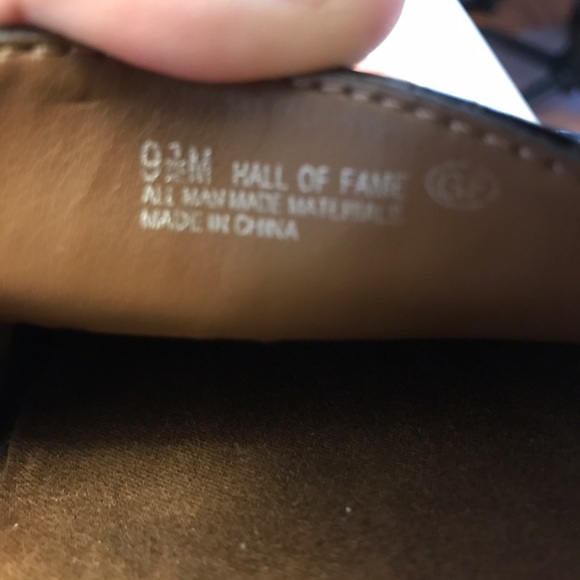 9½M HALL OF FAME
ALL MAN MADE MATERIALS
MADE IN CHINA